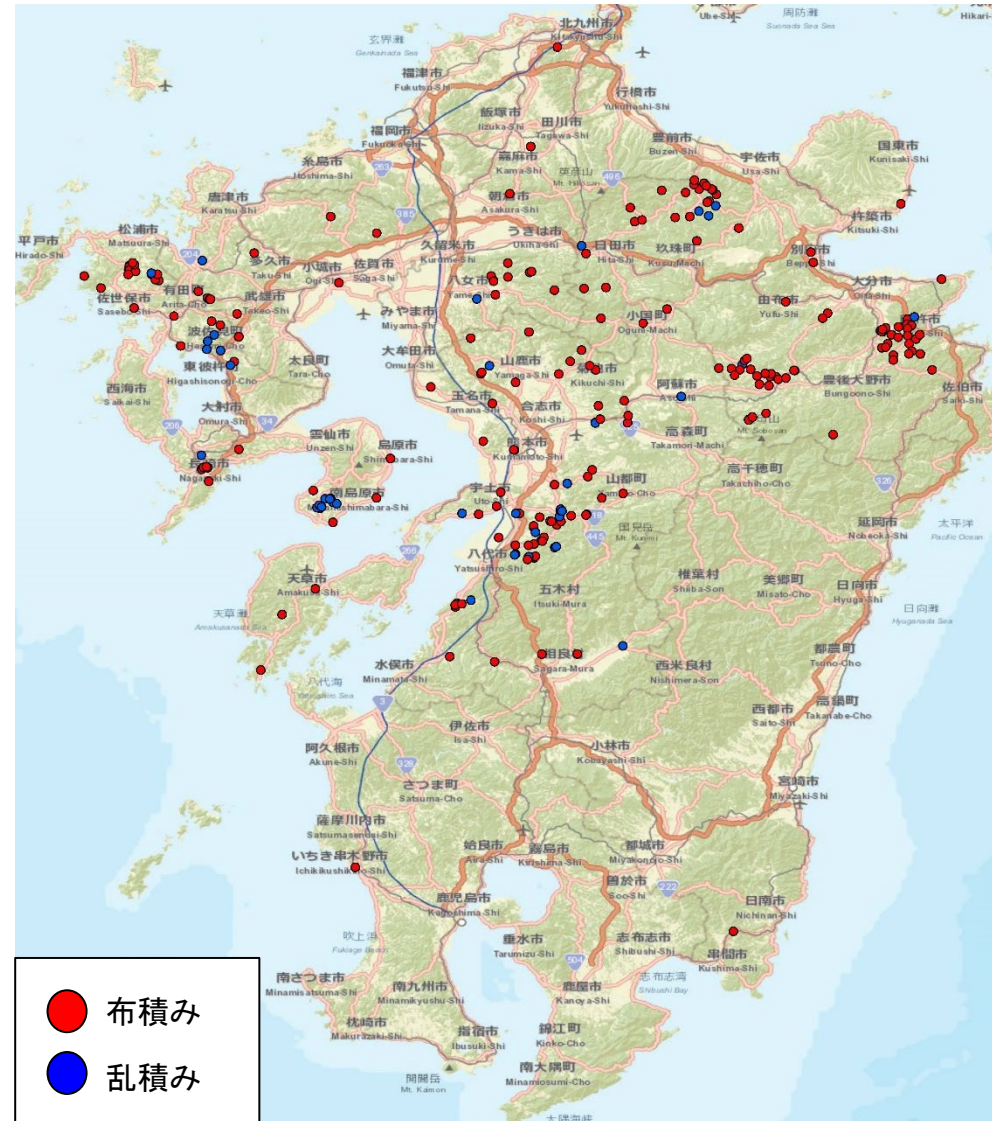 北九州市
Kitakyushu-Shi
Ube-Shi
周防灘
Suonada Sea
Hikari-
玄界灘
Genkainada Sea
福津市
Fukutsu-Shi
行橋市
Yukuhashi-Shi
飯塚市
Iizuka-Shi
田川市
Tagawa-Shi
福岡市
Fukuoka-Shi
豊前市
Buzen-Shi
国東市
Kunisaki-Shi
糸島市
Itoshima-Shi
263
嘉麻市
Kama-Shi
英彦山
Mt. Hikosan
496
宇佐市
Usa-Shi
唐津市
Karatsu-Shi
385
朝倉市
Asakura-Shi
杵築市
Kitsuki-Shi
松浦市
Matsuura-Shi
平戸市
Hirado-Shi
204
久留米市
Kurume-Shi
うきは市
Ukiha-Shi
日田市
Hita-Shi
玖珠町
Kusu-Machi
別府市
Beppu-Shi
多久市
Taku-Shi
小城市
Ogi-Shi
佐賀市
Saga-Shi
八女市
Yame-Shi
大分市
Oita-Shi
有田町
Arita-Cho
佐世保市
Sasebo-Shi
武雄市
Takeo-Shi
みやま市
Miyama-Shi
小国町
Oguni-Machi
由布市
Yufu-Shi
波佐見町
大牟田市
Omuta-Shi
太良町
Tara-Cho
東彼杵町
Higashisonogi-Cho
山鹿市
Yamaga-Shi
菊池市
Kikuchi-Shi
阿蘇市
豊後大野市
Bungoono-Shi
佐伯市
Saiki-Shi
西海市
Saikai-Shi
玉名市
Tamana-Shi
合志市
Koshi-Shi
大村市
Omura-Shi
206
34
高森町
Takamori-Machi
Mt. Sobosan
雲仙市
Unzen-Shi
島原市
Shimabara-Shi
熊本市
Kumamoto-Shi
長崎市
Nagasaki-Shi
高千穂町
Takachiho-Cho
326
南島原市
Minamishimabara-Shi
宇土市
Uto-Shi
山都町
Yamato-Cho
国見岳
Mt. Kunimi
445
延岡市
Nobeoka-Shi
太平洋
Pacific Ocean
266
八代市
Yatsushiro-Shi
天草市
Amakusa-Shi
天草灘
Amakusanada Sea
五木村
Itsuki-Mura
椎葉村
Shiiba-Son
美郷町
Misato-Cho
日向市
Hyuga-Shi
日向灘
Hyuganada Sea
相良村
Sagara-Mura
水俣市
Minamata-Shi
八代海
西米良村
Nishimera-Son
都農町
Tsuno-Cho
3
高鍋町
Takanabe-Cho
西都市
Saito-Shi
伊佐市
Isa-Shi
阿久根市
Akune-Shi
328
小林市
Kobayashi-Shi
さつま町
Satsuma-Cho
宮崎市
Miyazaki-Shi
薩摩川内市
Satsumasendai-Shi
いちき串木野市
Ichikikushikino-Shi
姶良市
Aira-Shi
霧島市
Kirishima-Shi
都城市
Miyakonojo-Shi
曽於市
Soo-Shi
222
鹿児島市
Kagoshima-Shi
日南市
Nichinan-Shi
吹上浜
Fukiage Beach
垂水市
Tarumizu-Shi
志布志市
Shibushi-Shi
串間市
Kushima-Shi
504
志布志湾
Shibushi Bay
南さつま市
Minamisatsuma-Shi
南九州市
Minamikyushu-Shi
鹿屋市
Kanoya-Shi
枕崎市
Makurazaki-Shi
指宿市
Ibusuki-Shi
錦江町
Kinko-Cho
南大隅町
Minamiosumi-Cho
開聞岳
Mt. Kaimon
大隅海峡
布積み
乱積み